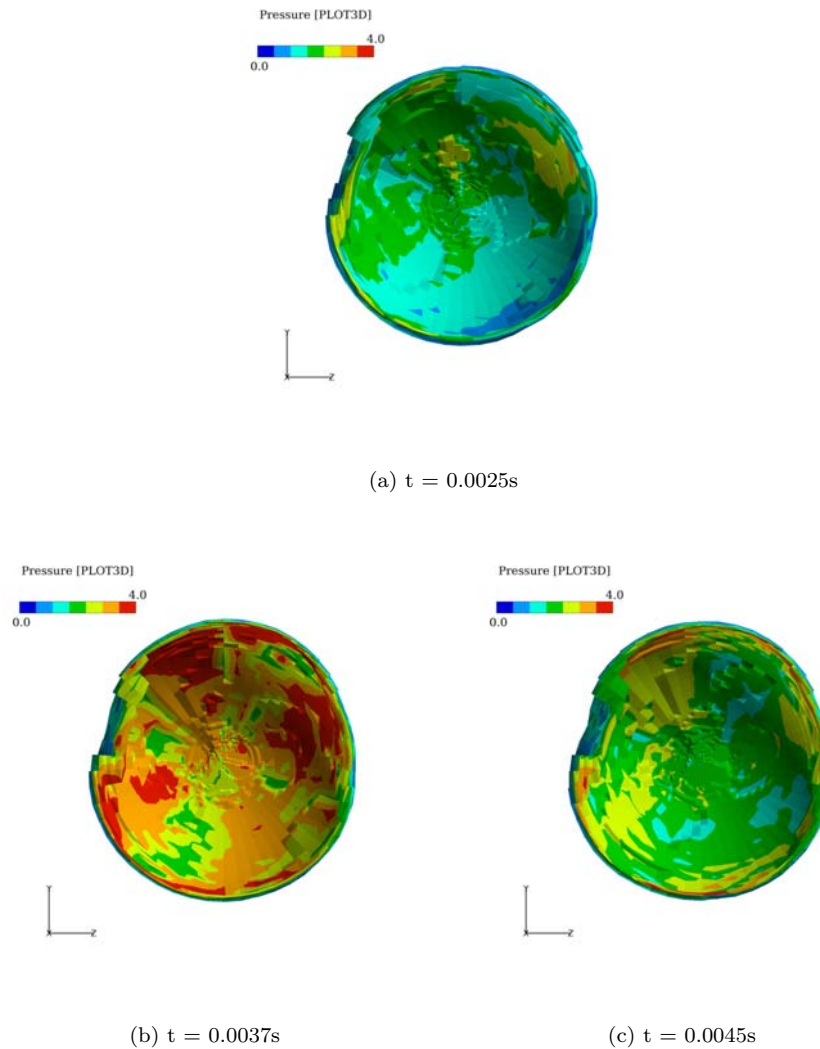 Pressure [PLOT3D]
4.0
0.0
Y
X
Z
(a) t = 0.0025s
Pressure [PLOT3D]
4.0
0.0
Y
X
Z
(b) t = 0.0037s
Pressure [PLOT3D]
4.0
0.0
Y
X
Z
(c) t = 0.0045s